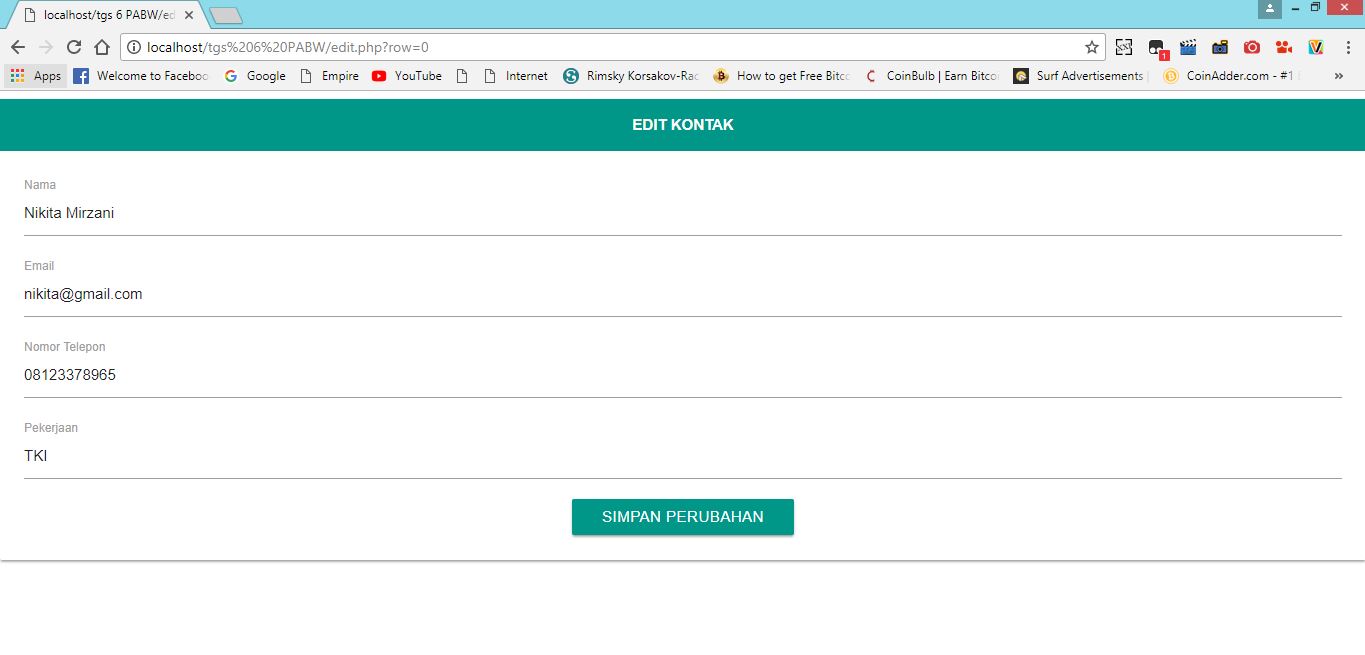 localhost/tgs 6 PABW/ed
localhost/tgs%206%20PABW/edit.php?row=0
1
Apps Welcome to Faceboo Google Empire YouTube Internet Rimsky Korsakov-Rac How to get Free Bitco CoinBulb | Earn Bitco Surf Advertisements CoinAdder.com - #1 »
EDIT KONTAK
Nama
Nikita Mirzani
Email
nikita@gmail.com
Nomor Telepon
08123378965
Pekerjaan
TKI
SIMPAN PERUBAHAN